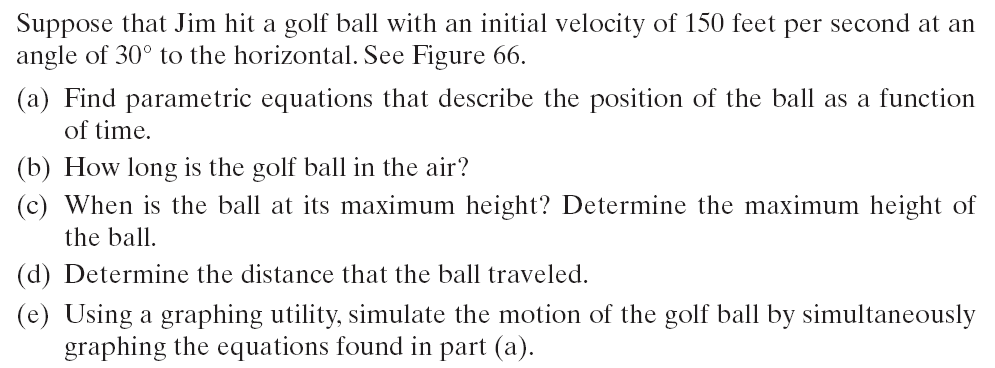 Suppose that Jim hit a golf ball with an initial velocity of 150 feet per second at an
angle of 30° to the horizontal. See Figure 66.
(a) Find parametric equations that describe the position of the ball as a function
of time.
(b) How long is the golf ball in the air?
(c) When is the ball at its maximum height? Determine the maximum height of
the ball.
(d) Determine the distance that the ball traveled.
(e) Using a graphing utility, simulate the motion of the golf ball by simultaneously
graphing the equations found in part (a).